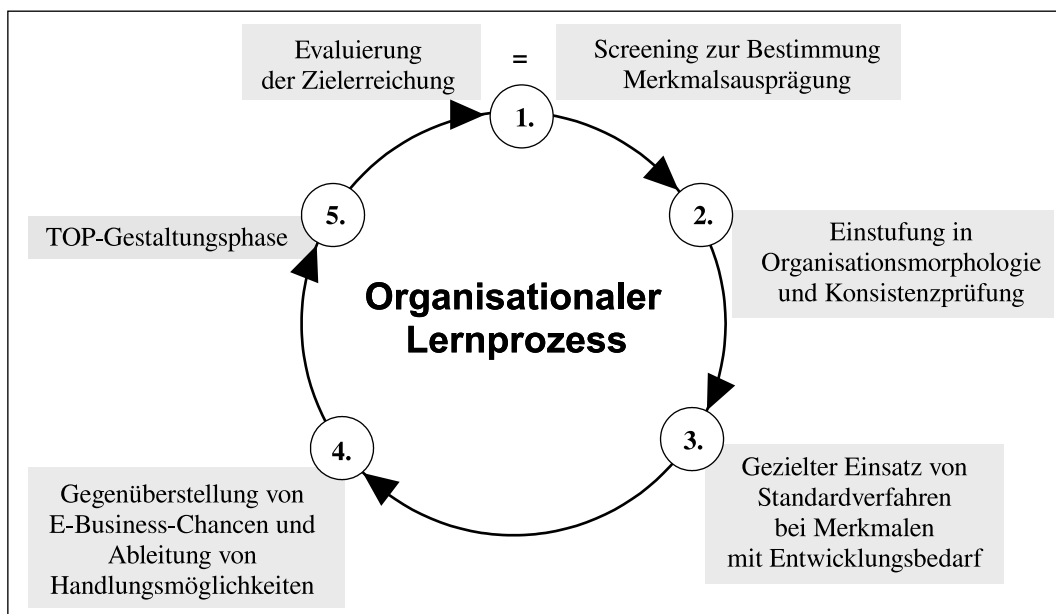 Evaluierung
der Zielerreichung
=
Screening zur Bestimmung
Merkmalsausprägung
1.
2.
Einstufung in
Organisationsmorphologie
und Konsistenzprüfung
3.
Gezielter Einsatz von
Standardverfahren
bei Merkmalen
mit Entwicklungsbedarf
4.
Gegenüberstellung von
E-Business-Chancen und
Ableitung von
Handlungsmöglichkeiten
5.
TOP-Gestaltungsphase
Organisationaler
Lernprozess